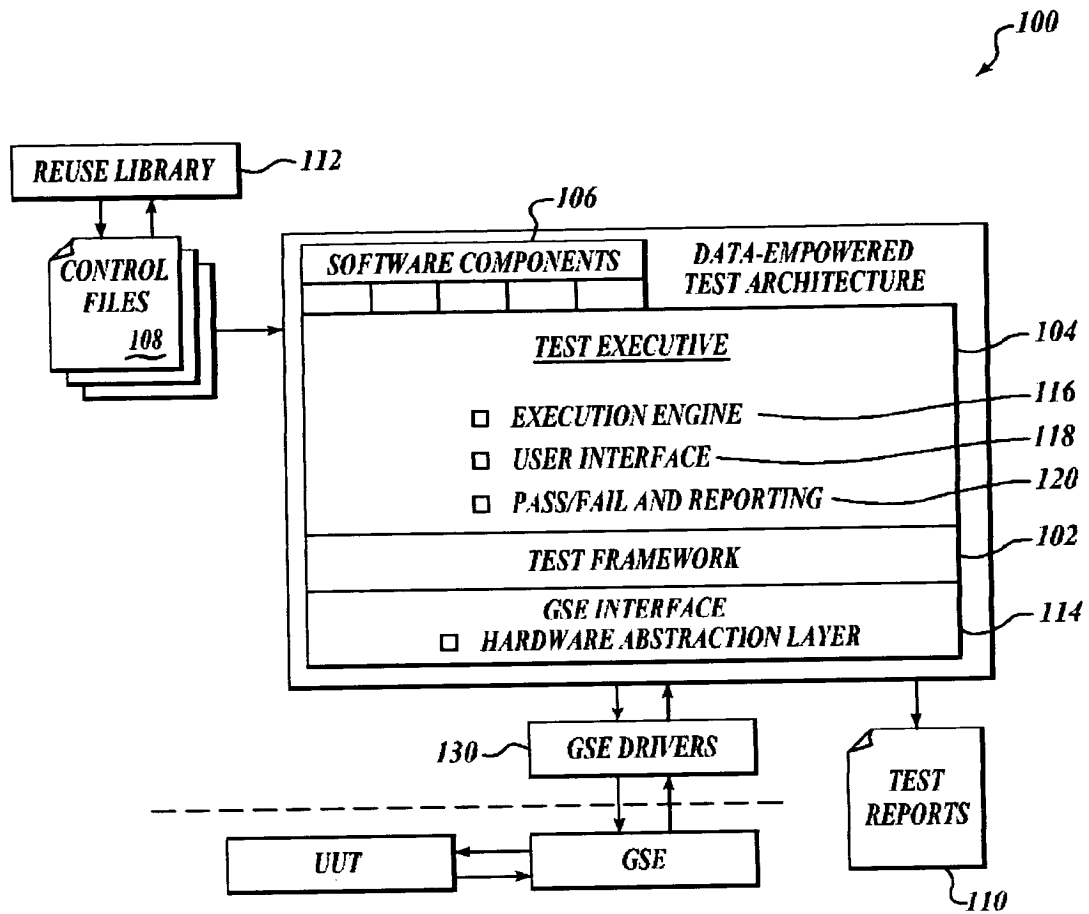 100
REUSE LIBRARY
112
CONTROL
FILES
108
106
SOFTWARE COMPONENTS
DATA-EMPOWERED
TEST ARCHITECTURE
TEST EXECUTIVE
104
EXECUTION ENGINE
116
USER INTERFACE
118
PASS/FAIL AND REPORTING
120
TEST FRAMEWORK
102
GSE INTERFACE
HARDWARE ABSTRACTION LAYER
114
130
GSE DRIVERS
TEST
REPORTS
UUT
GSE
110